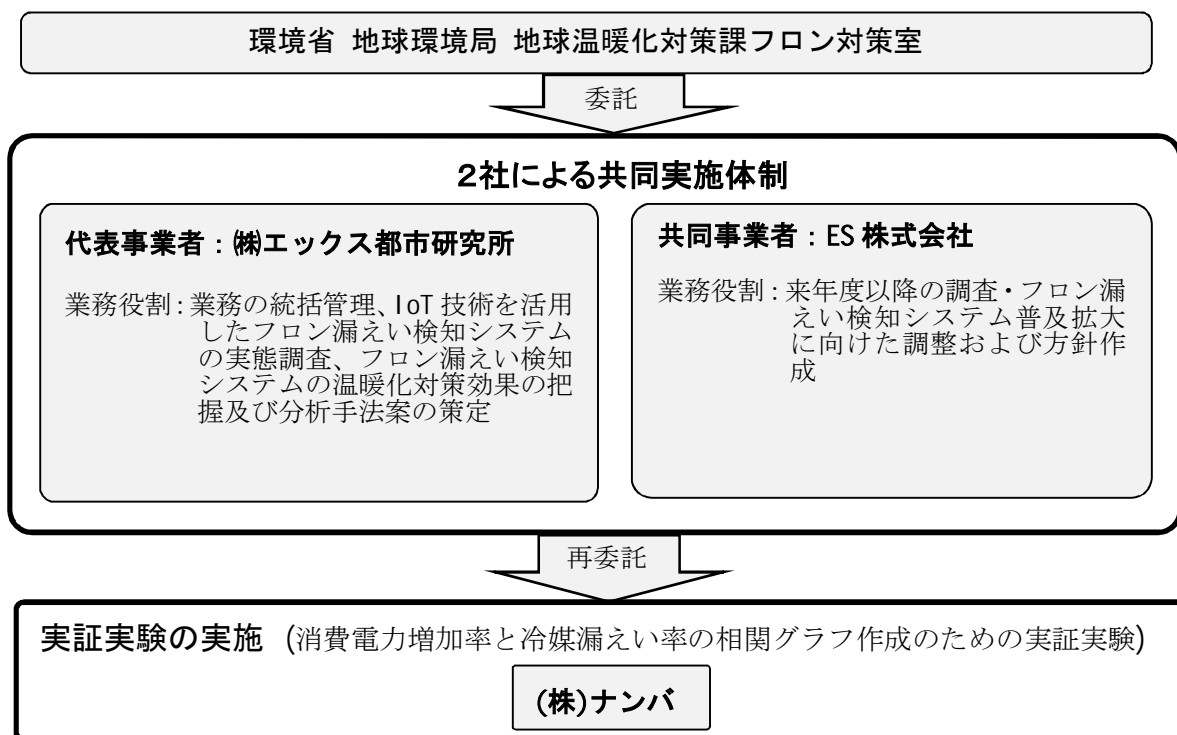 環境省 地球環境局 地球温暖化対策課フロン対策室
委託
２社による共同実施体制
代表事業者：㈱エックス都市研究所
業務役割：業務の統括管理、IoT 技術を活用
したフロン漏えい検知システム
の実態調査、フロン漏えい検知
システムの温暖化対策効果の把
握及び分析手法案の策定
共同事業者：ES 株式会社
業務役割：来年度以降の調査・フロン漏
えい検知システム普及拡大
に向けた調整および方針作
成
再委託
実証実験の実施 (消費電力増加率と冷媒漏えい率の相関グラフ作成のための実証実験)
(株)ナンバ